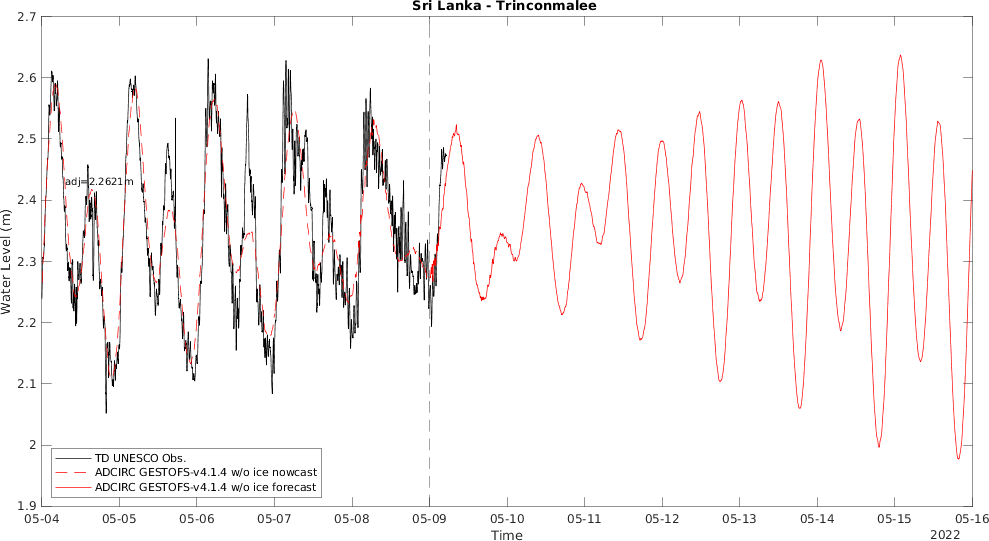 Sri Lanka - Trinconmalee
2.7
2.6
2.5
2.4
2.3
2.2
2.1
2
1.9
Water Level (m)
adj=2.2621m
TD UNESCO Obs.
ADCIRC GESTOFS-v4.1.4 w/o ice nowcast
ADCIRC GESTOFS-v4.1.4 w/o ice forecast
05-04 05-05 05-06 05-07 05-08 05-09 05-10 05-11 05-12 05-13 05-14 05-15 05-16
Time
2022